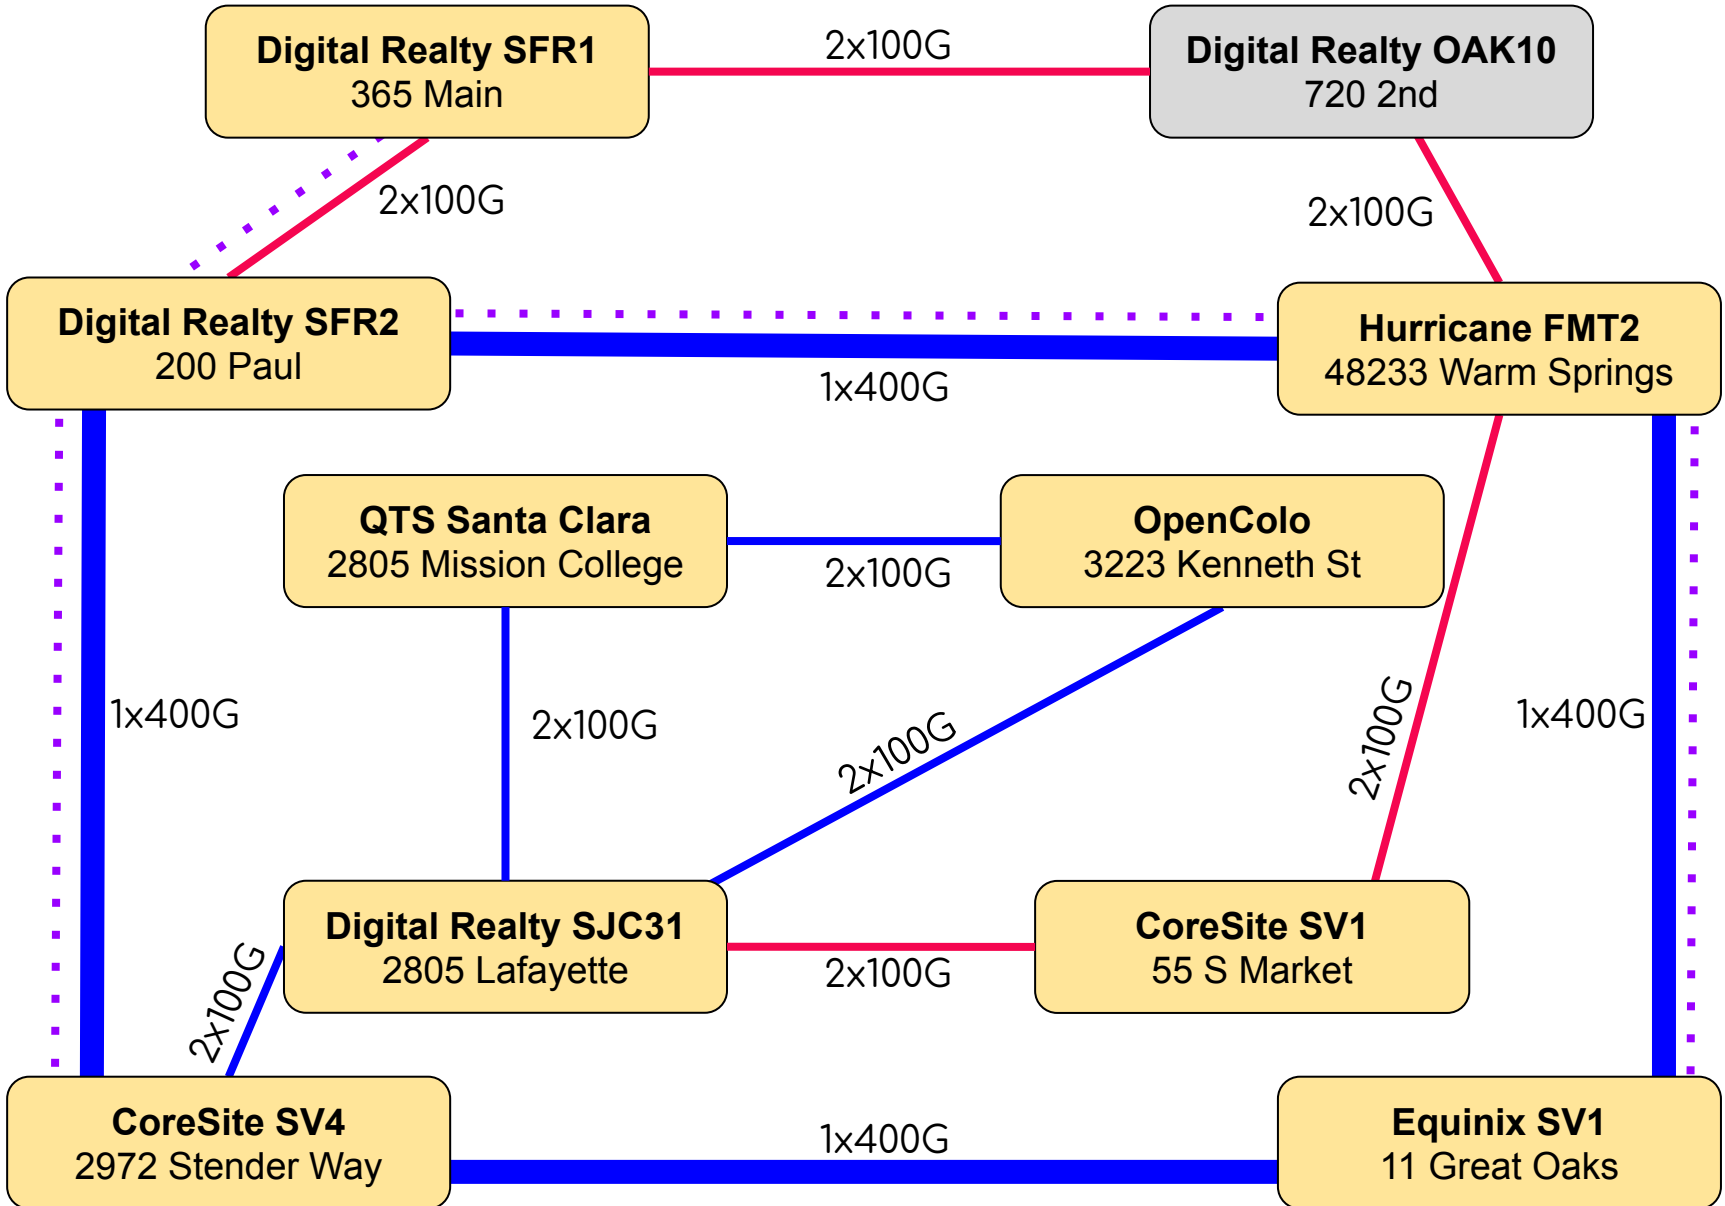 Digital Realty SFR1
365 Main
2x100G
Digital Realty OAK10
720 2nd
2x100G
2x100G
Digital Realty SFR2
200 Paul
1x400G
Hurricane FMT2
48233 Warm Springs
QTS Santa Clara
2805 Mission College
2x100G
OpenColo
3223 Kenneth St
1x400G
2x100G
2x100G
2x100G
1x400G
Digital Realty SJC31
2805 Lafayette
2x100G
CoreSite SV1
55 S Market
2x100G
CoreSite SV4
2972 Stender Way
1x400G
Equinix SV1
11 Great Oaks